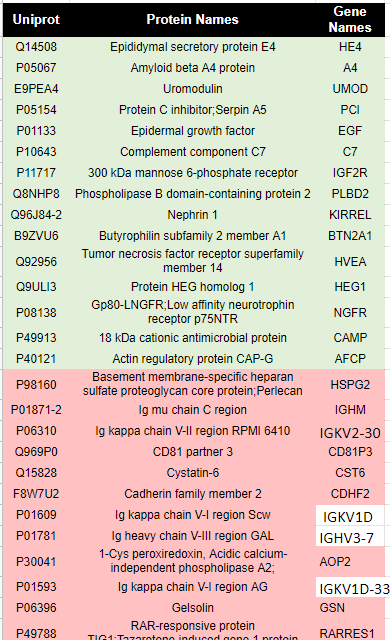 Uniprot Protein Names Gene Names
Q14508 Epididymal secretory protein E4 HE4
P05067 Amyloid beta A4 protein A4
E9PEA4 Uromodulin UMOD
P05154 Protein C inhibitor;Serpin A5 PCI
P01133 Epidermal growth factor EGF
P10643 Complement component C7 C7
P11717 300 kDa mannose 6-phosphate receptor IGF2R
Q8NHP8 Phospholipase B domain-containing protein 2 PLBD2
Q96J84-2 Nephrin 1 KIRREL
B9ZVU6 Butyrophilin subfamily 2 member A1 BTN2A1
Q92956 Tumor necrosis factor receptor superfamily member 14 HVEA
Q9ULI3 Protein HEG homolog 1 HEG1
P08138 Gp80-LNGFR;Low affinity neurotrophin receptor p75NTR NGFR
P49913 18 kDa cationic antimicrobial protein CAMP
P40121 Actin regulatory protein CAP-G AFCP
P98160 Basement membrane-specific heparan sulfate proteoglycan core protein;Perlecan HSPG2
P01871-2 Ig mu chain C region IGHM
P06310 Ig kappa chain V-II region RPMI 6410 IGKV2-30
Q969P0 CD81 partner 3 CD81P3
Q15828 Cystatin-6 CST6
F8W7U2 Cadherin family member 2 CDHF2
P01609 Ig kappa chain V-I region Scw IGKV1D
P01781 Ig heavy chain V-III region GAL IGHV3-7
P30041 1-Cys peroxiredoxin, Acidic calcium-independent phospholipase A2; AOP2
P01593 Ig kappa chain V-I region AG IGKV1D-33
P06396 Gelsolin GSN
P49788 RAR-responsive protein TIG1;Tazarotene-induced gene 1 protein RARRES1